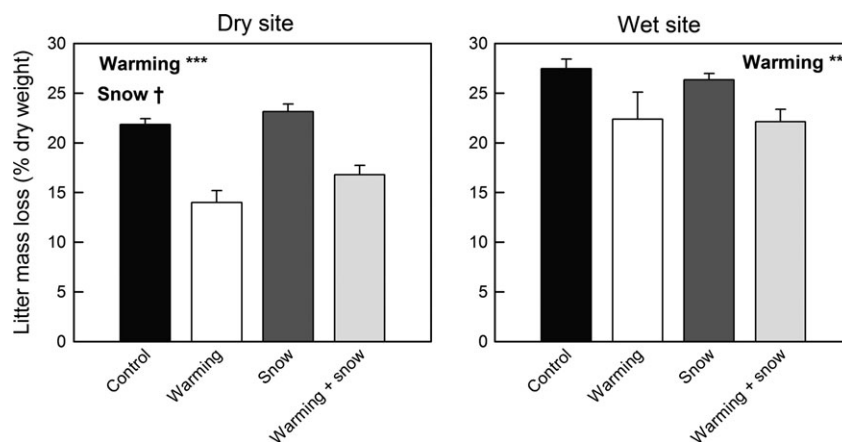 Dry site
Wet site
Litter mass loss (% dry weight)
30
25
20
15
10
5
0
Warming ***
Snow †
Control
Warming
Snow
Warming + snow
30
25
20
15
10
5
0
Warming **
Control
Warming
Snow
Warming + snow